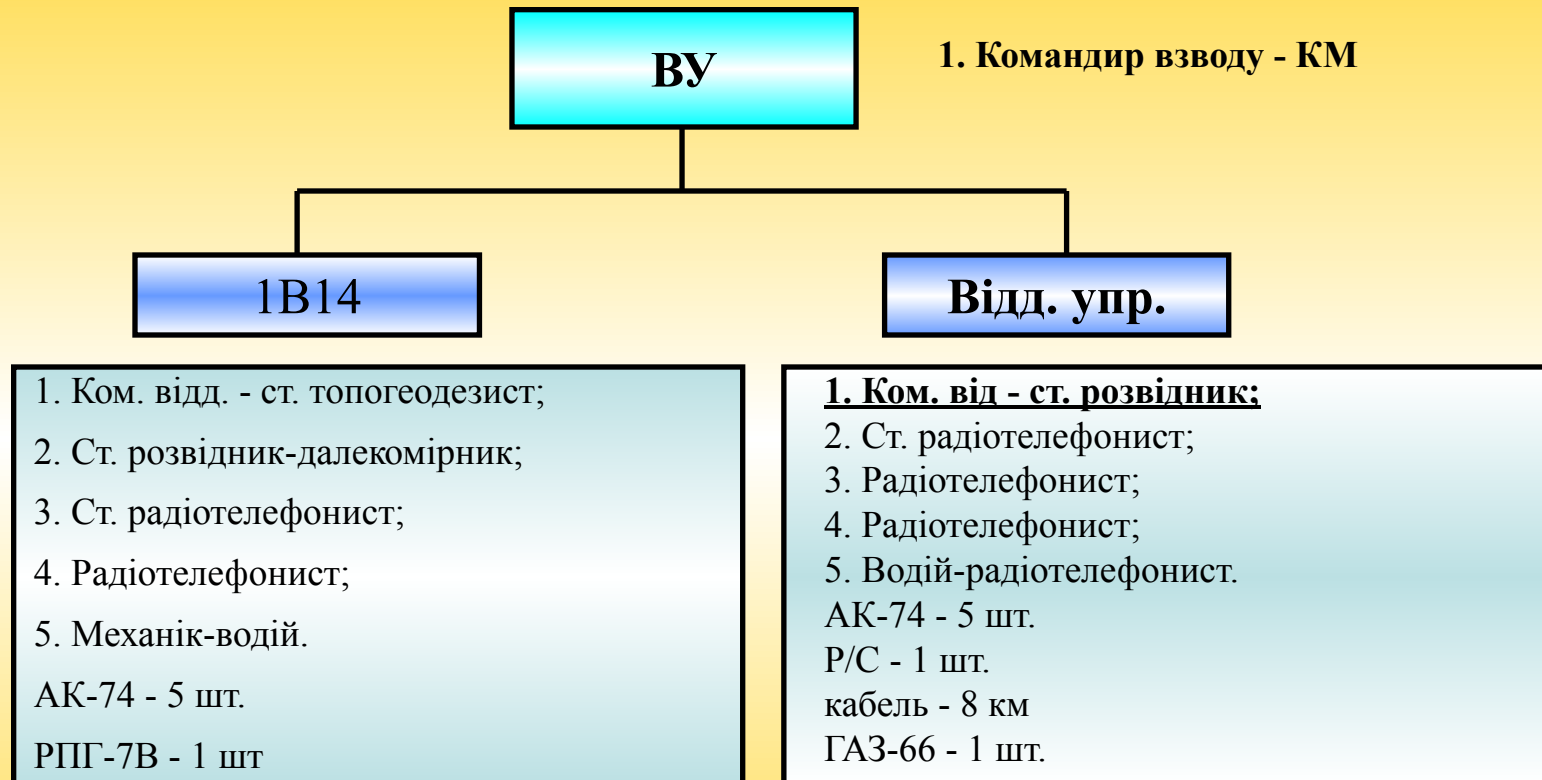 ВУ
1. Командир взводу - КМ
1В14
Відд. упр.
1. Ком. відд. - ст. топогеодезист;
2. Ст. розвідник-далекомірник;
3. Ст. радіотелефонист;
4. Радіотелефонист;
5. Механік-водій.
АК-74 - 5 шт.
РПГ-7В - 1 шт
1. Ком. від - ст. розвідник;
2. Ст. радіотелефонист;
3. Радіотелефонист;
4. Радіотелефонист;
5. Водій-радіотелефонист.
АК-74 - 5 шт.
Р/С - 1 шт.
кабель - 8 км
ГАЗ-66 - 1 шт.